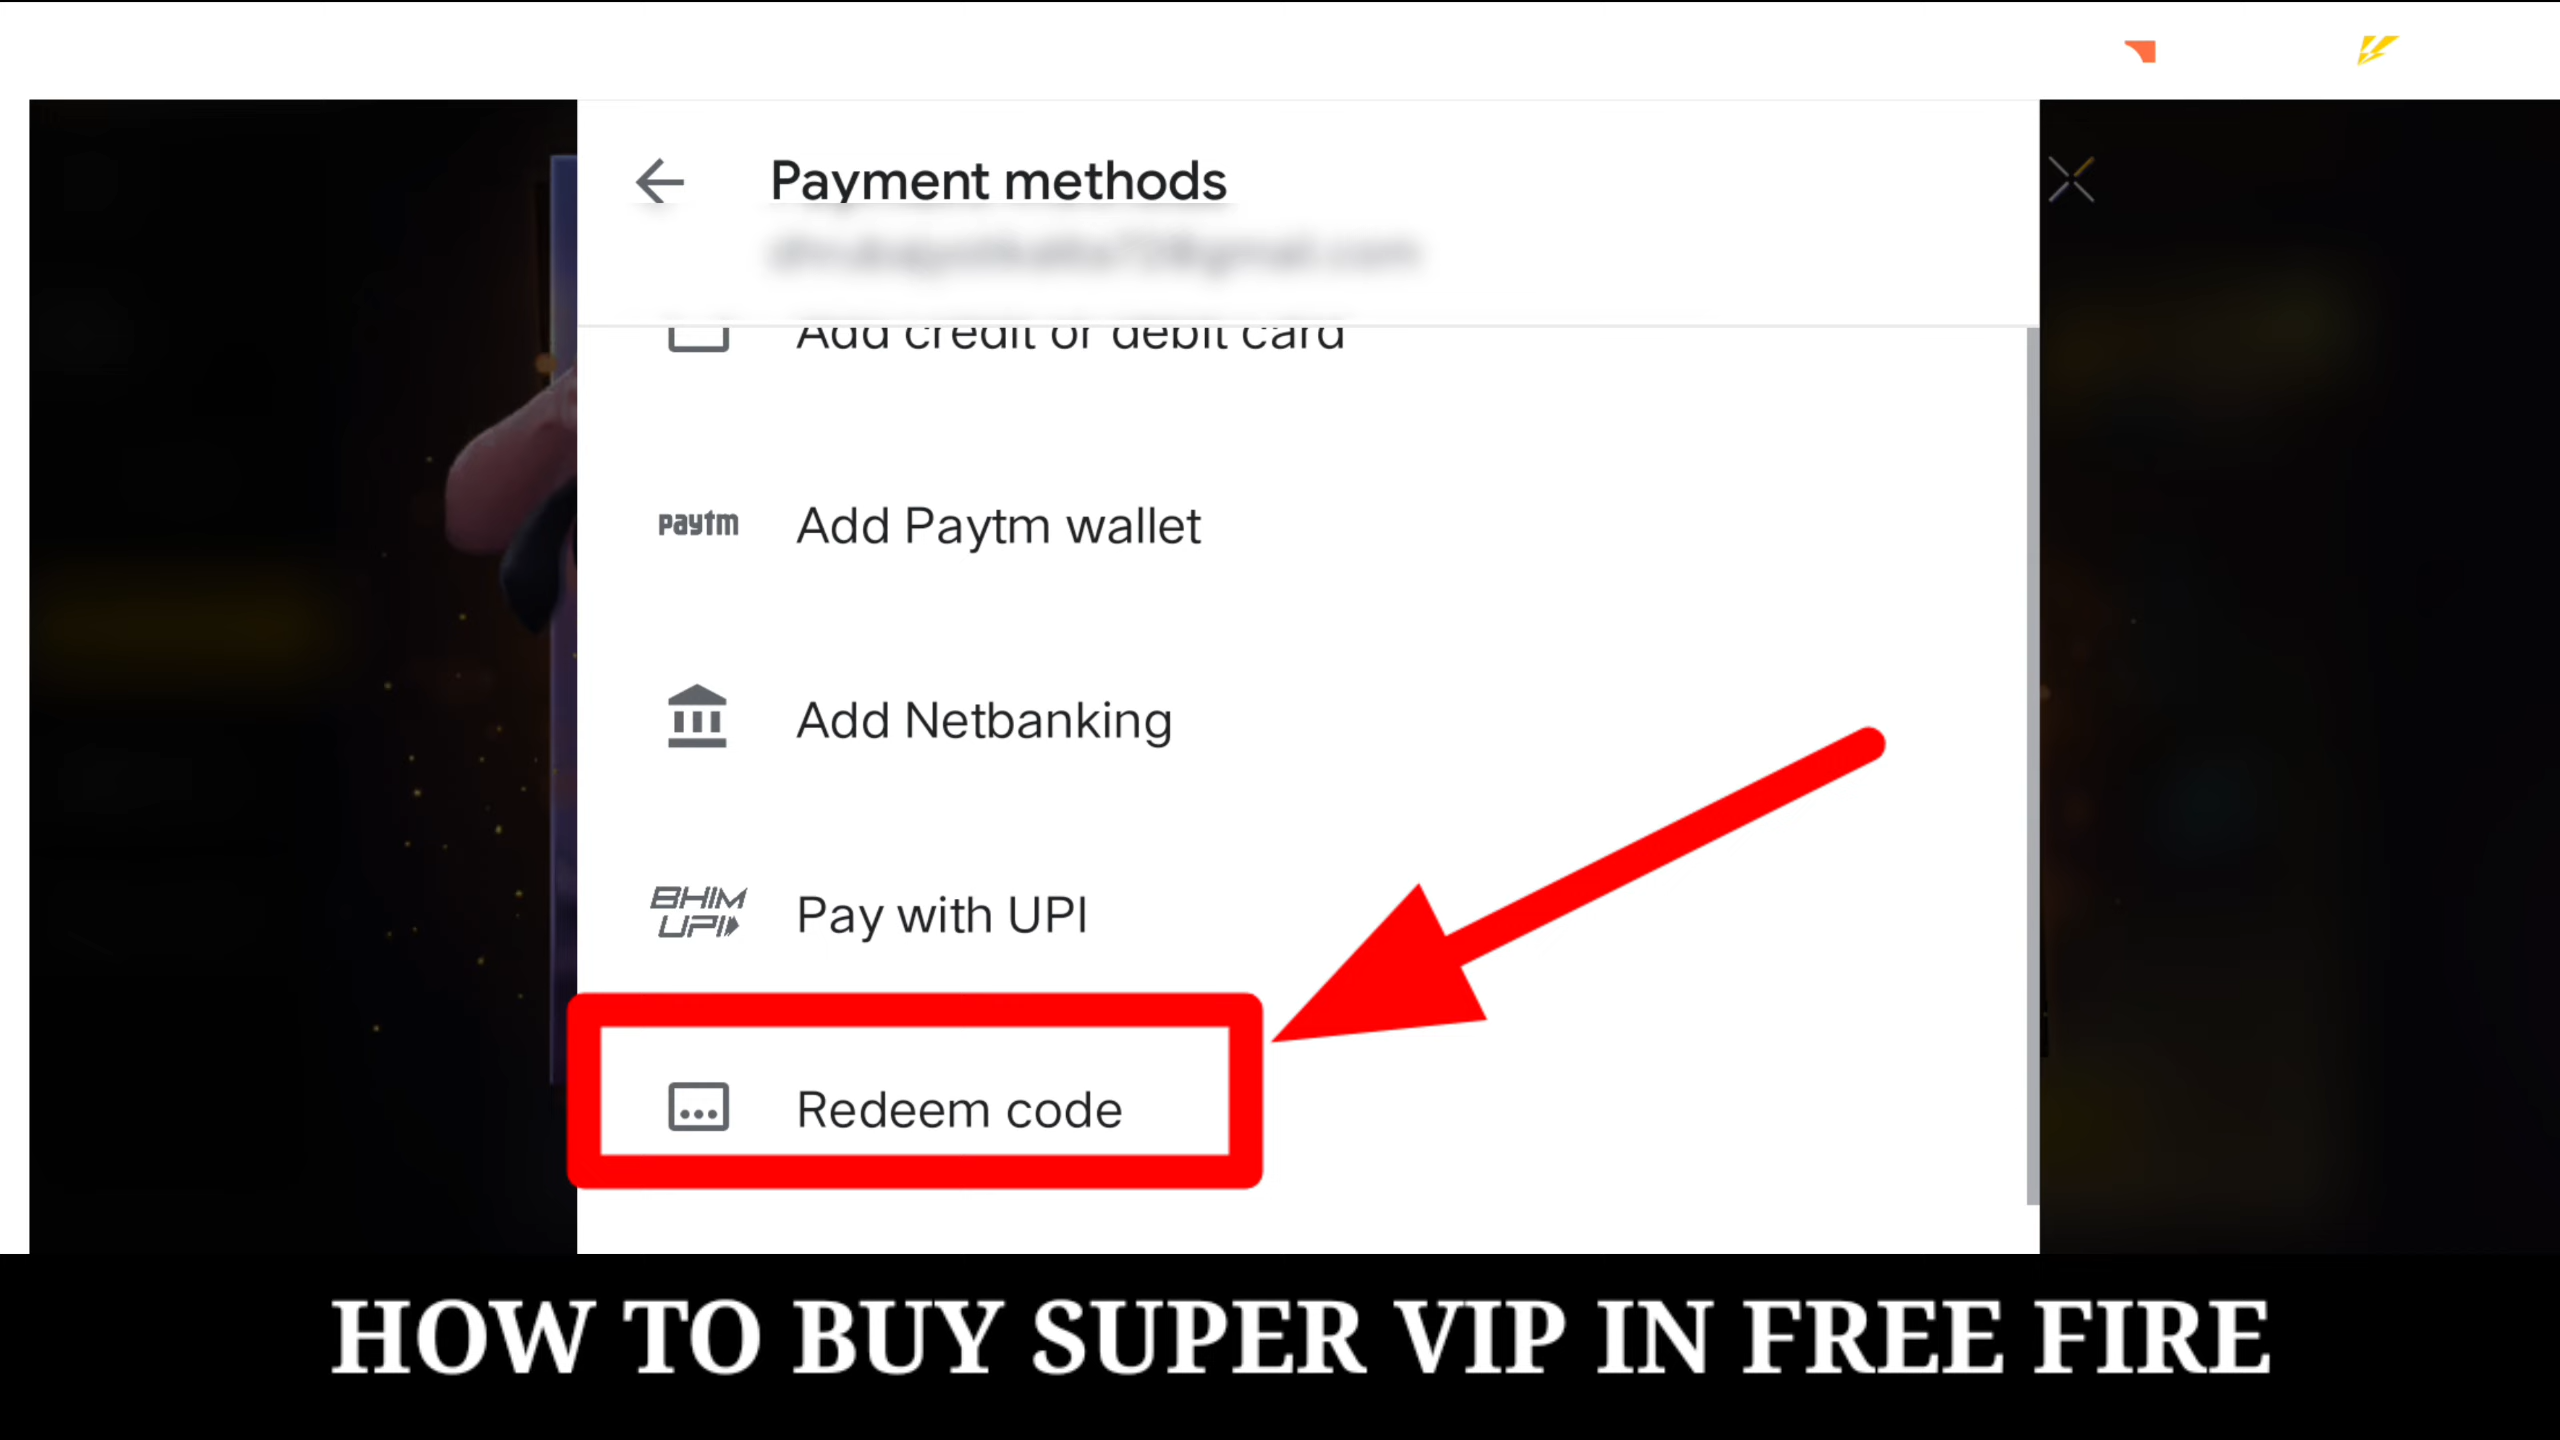 Payment methods
Add credit or debit card
paytm
Add Paytm wallet
Add Netbanking
BHIM
UPI
Pay with UPI
Redeem code
HOW TO BUY SUPER VIP IN FREE FIRE